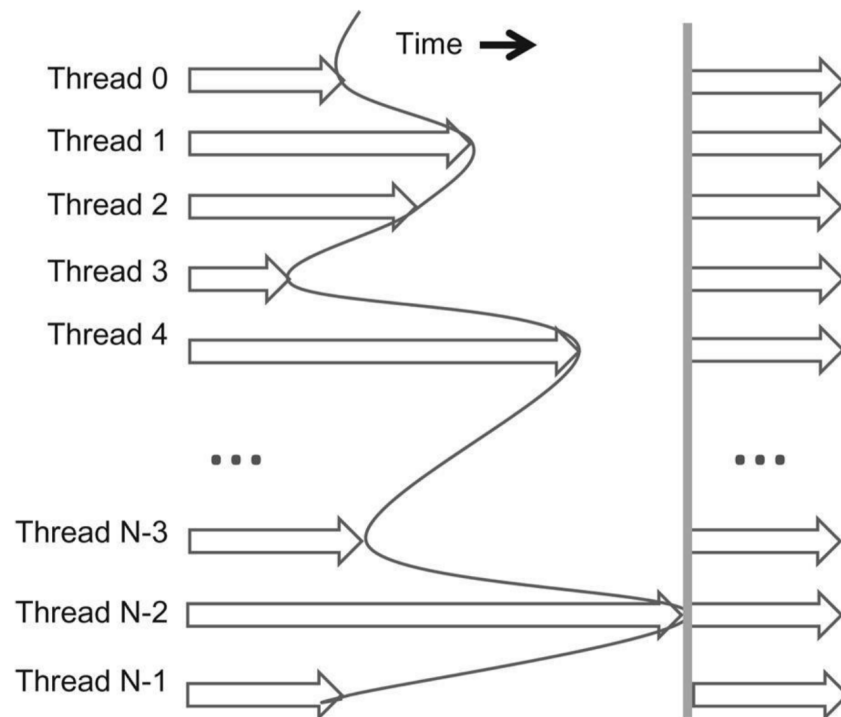 Time
Thread 0
Thread 1
Thread 2
Thread 3
Thread 4
... ...
Thread N-3
Thread N-2
Thread N-1